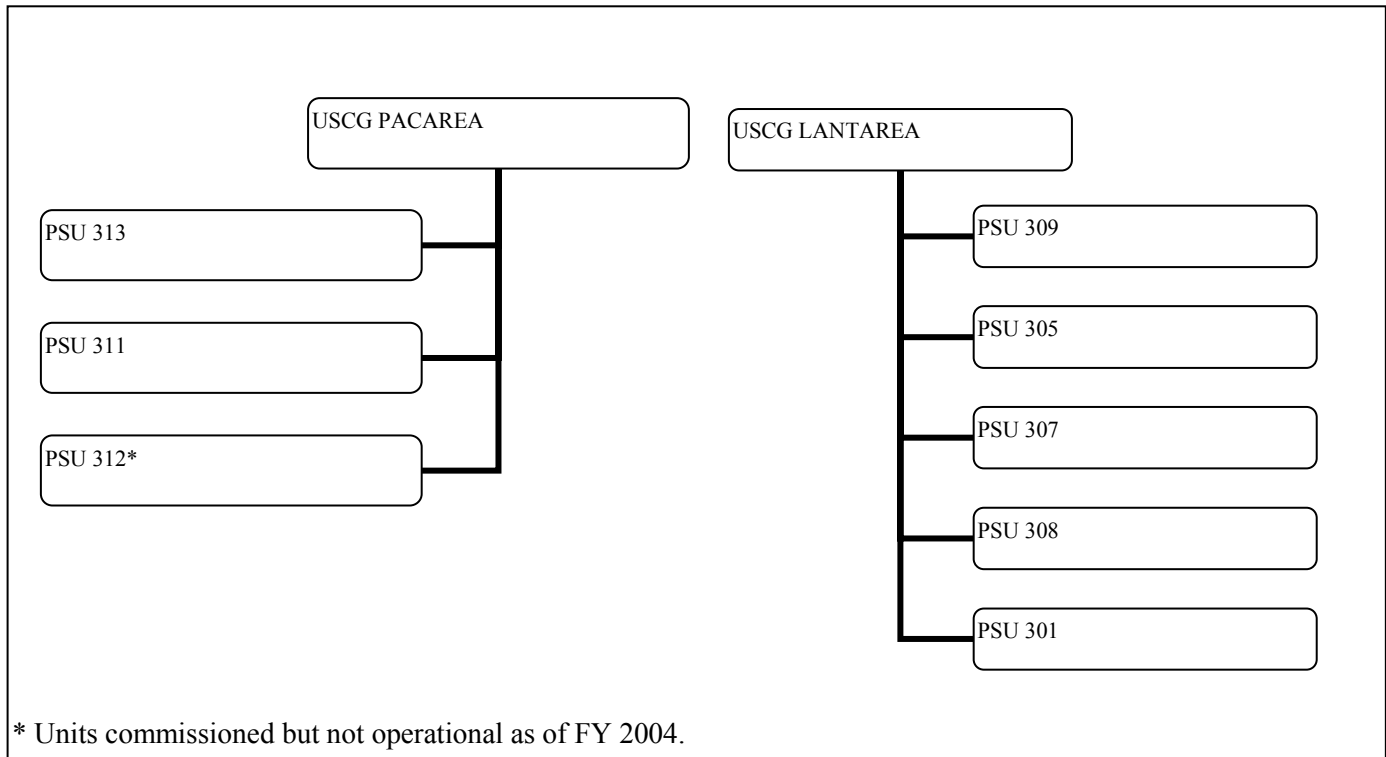 USCG PACAREA
PSU 313
PSU 311
PSU 312*
USCG LANTAREA
PSU 309
PSU 305
PSU 307
PSU 308
PSU 301
* Units commissioned but not operational as of FY 2004.